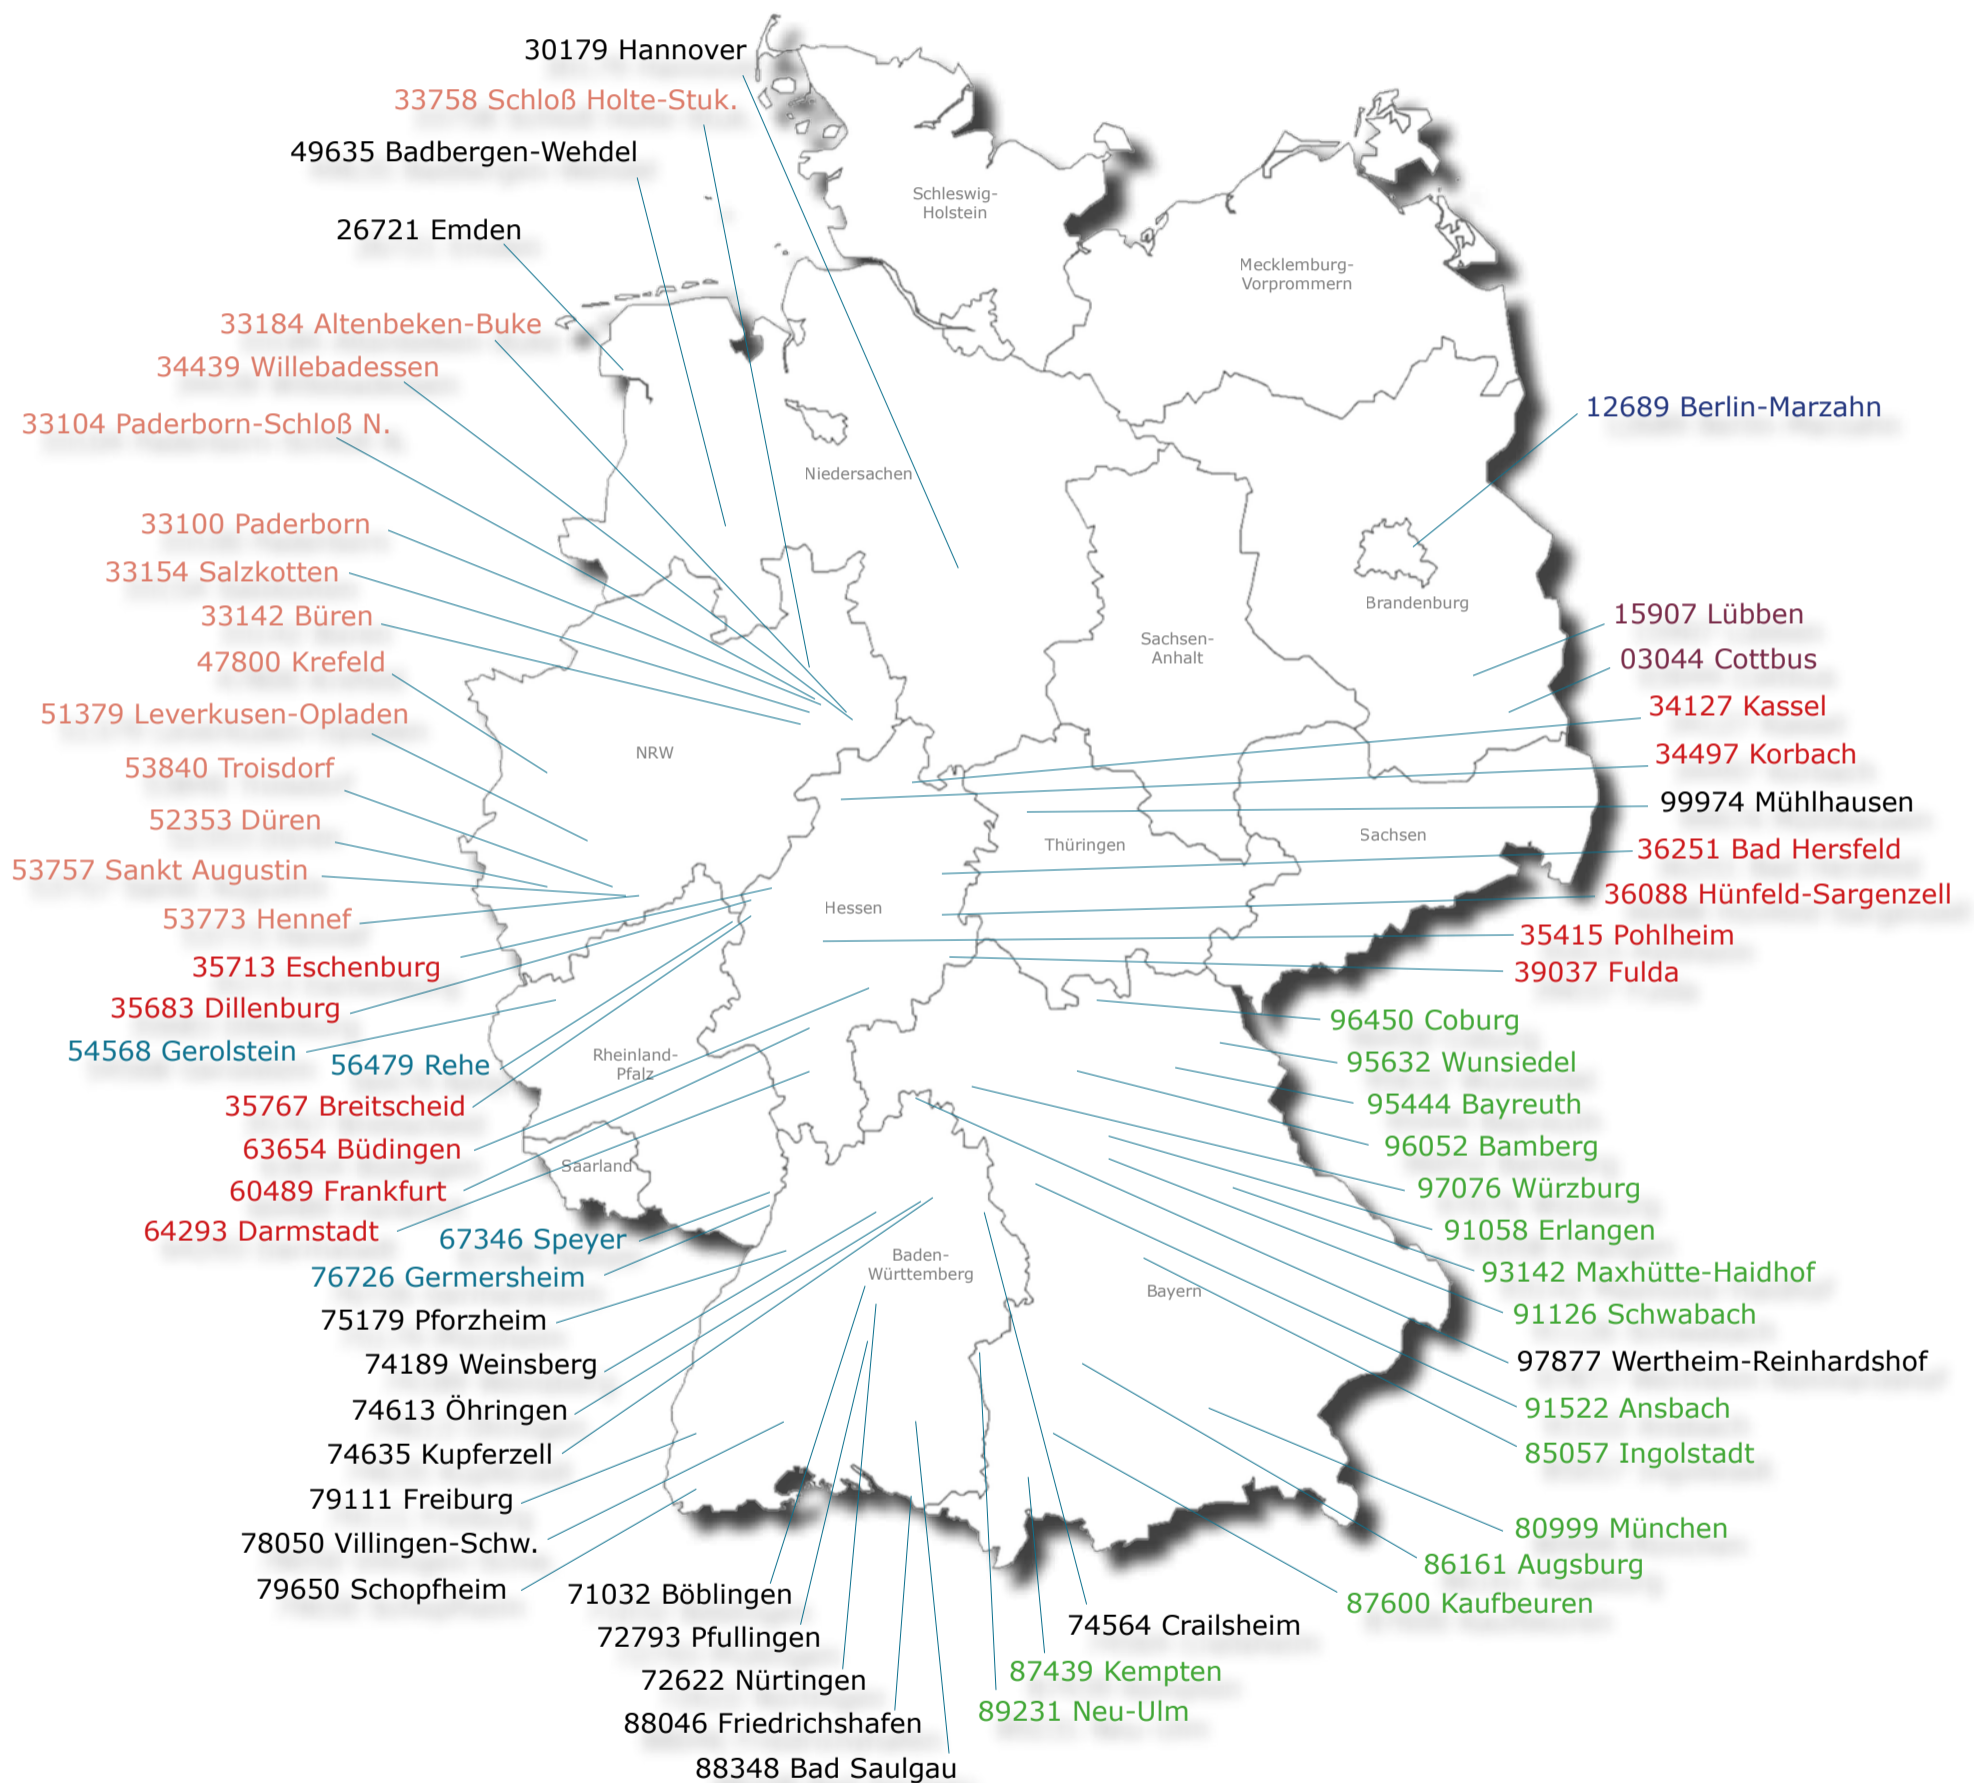 30179 Hannover
33758 Schloß Holte-Stuk.
49635 Badbergen-Wehdel
26721 Emden
33184 Altenbeken-Buke
34439 Willebadessen
33104 Paderborn-Schloß N.
33100 Paderborn
33154 Salzkotten
33142 Büren
47800 Krefeld
51379 Leverkusen-Opladen
53840 Troisdorf
52353 Düren
53757 Sankt Augustin
53773 Hennef
35713 Eschenburg
35683 Dillenburg
54568 Gerolstein
56479 Rehe
35767 Breitscheid
63654 Büdingen
60489 Frankfurt
64293 Darmstadt
67346 Speyer
76726 Germersheim
75179 Pforzheim
74189 Weinsberg
74613 Öhringen
74635 Kupferzell
79111 Freiburg
78050 Villingen-Schw.
79650 Schopfheim
71032 Böblingen
72793 Pfullingen
72622 Nürtingen
88046 Friedrichshafen
88348 Bad Saulgau
Schleswig-
Holstein
Mecklemburg-
Vorprommern
Niedersachen
Brandenburg
Sachsen-
Anhalt
NRW
Thüringen
Sachsen
Hessen
Rheinland-
Pfalz
Saarland
Baden-
Württemberg
Bayern
12689 Berlin-Marzahn
15907 Lübben
03044 Cottbus
34127 Kassel
34497 Korbach
99974 Mühlhausen
36251 Bad Hersfeld
36088 Hünfeld-Sargenzell
35415 Pohlheim
39037 Fulda
96450 Coburg
95632 Wunsiedel
95444 Bayreuth
96052 Bamberg
97076 Würzburg
91058 Erlangen
93142 Maxhütte-Haidhof
91126 Schwabach
97877 Wertheim-Reinhardshof
91522 Ansbach
85057 Ingolstadt
80999 München
86161 Augsburg
87600 Kaufbeuren
74564 Crailsheim
87439 Kempten
89231 Neu-Ulm